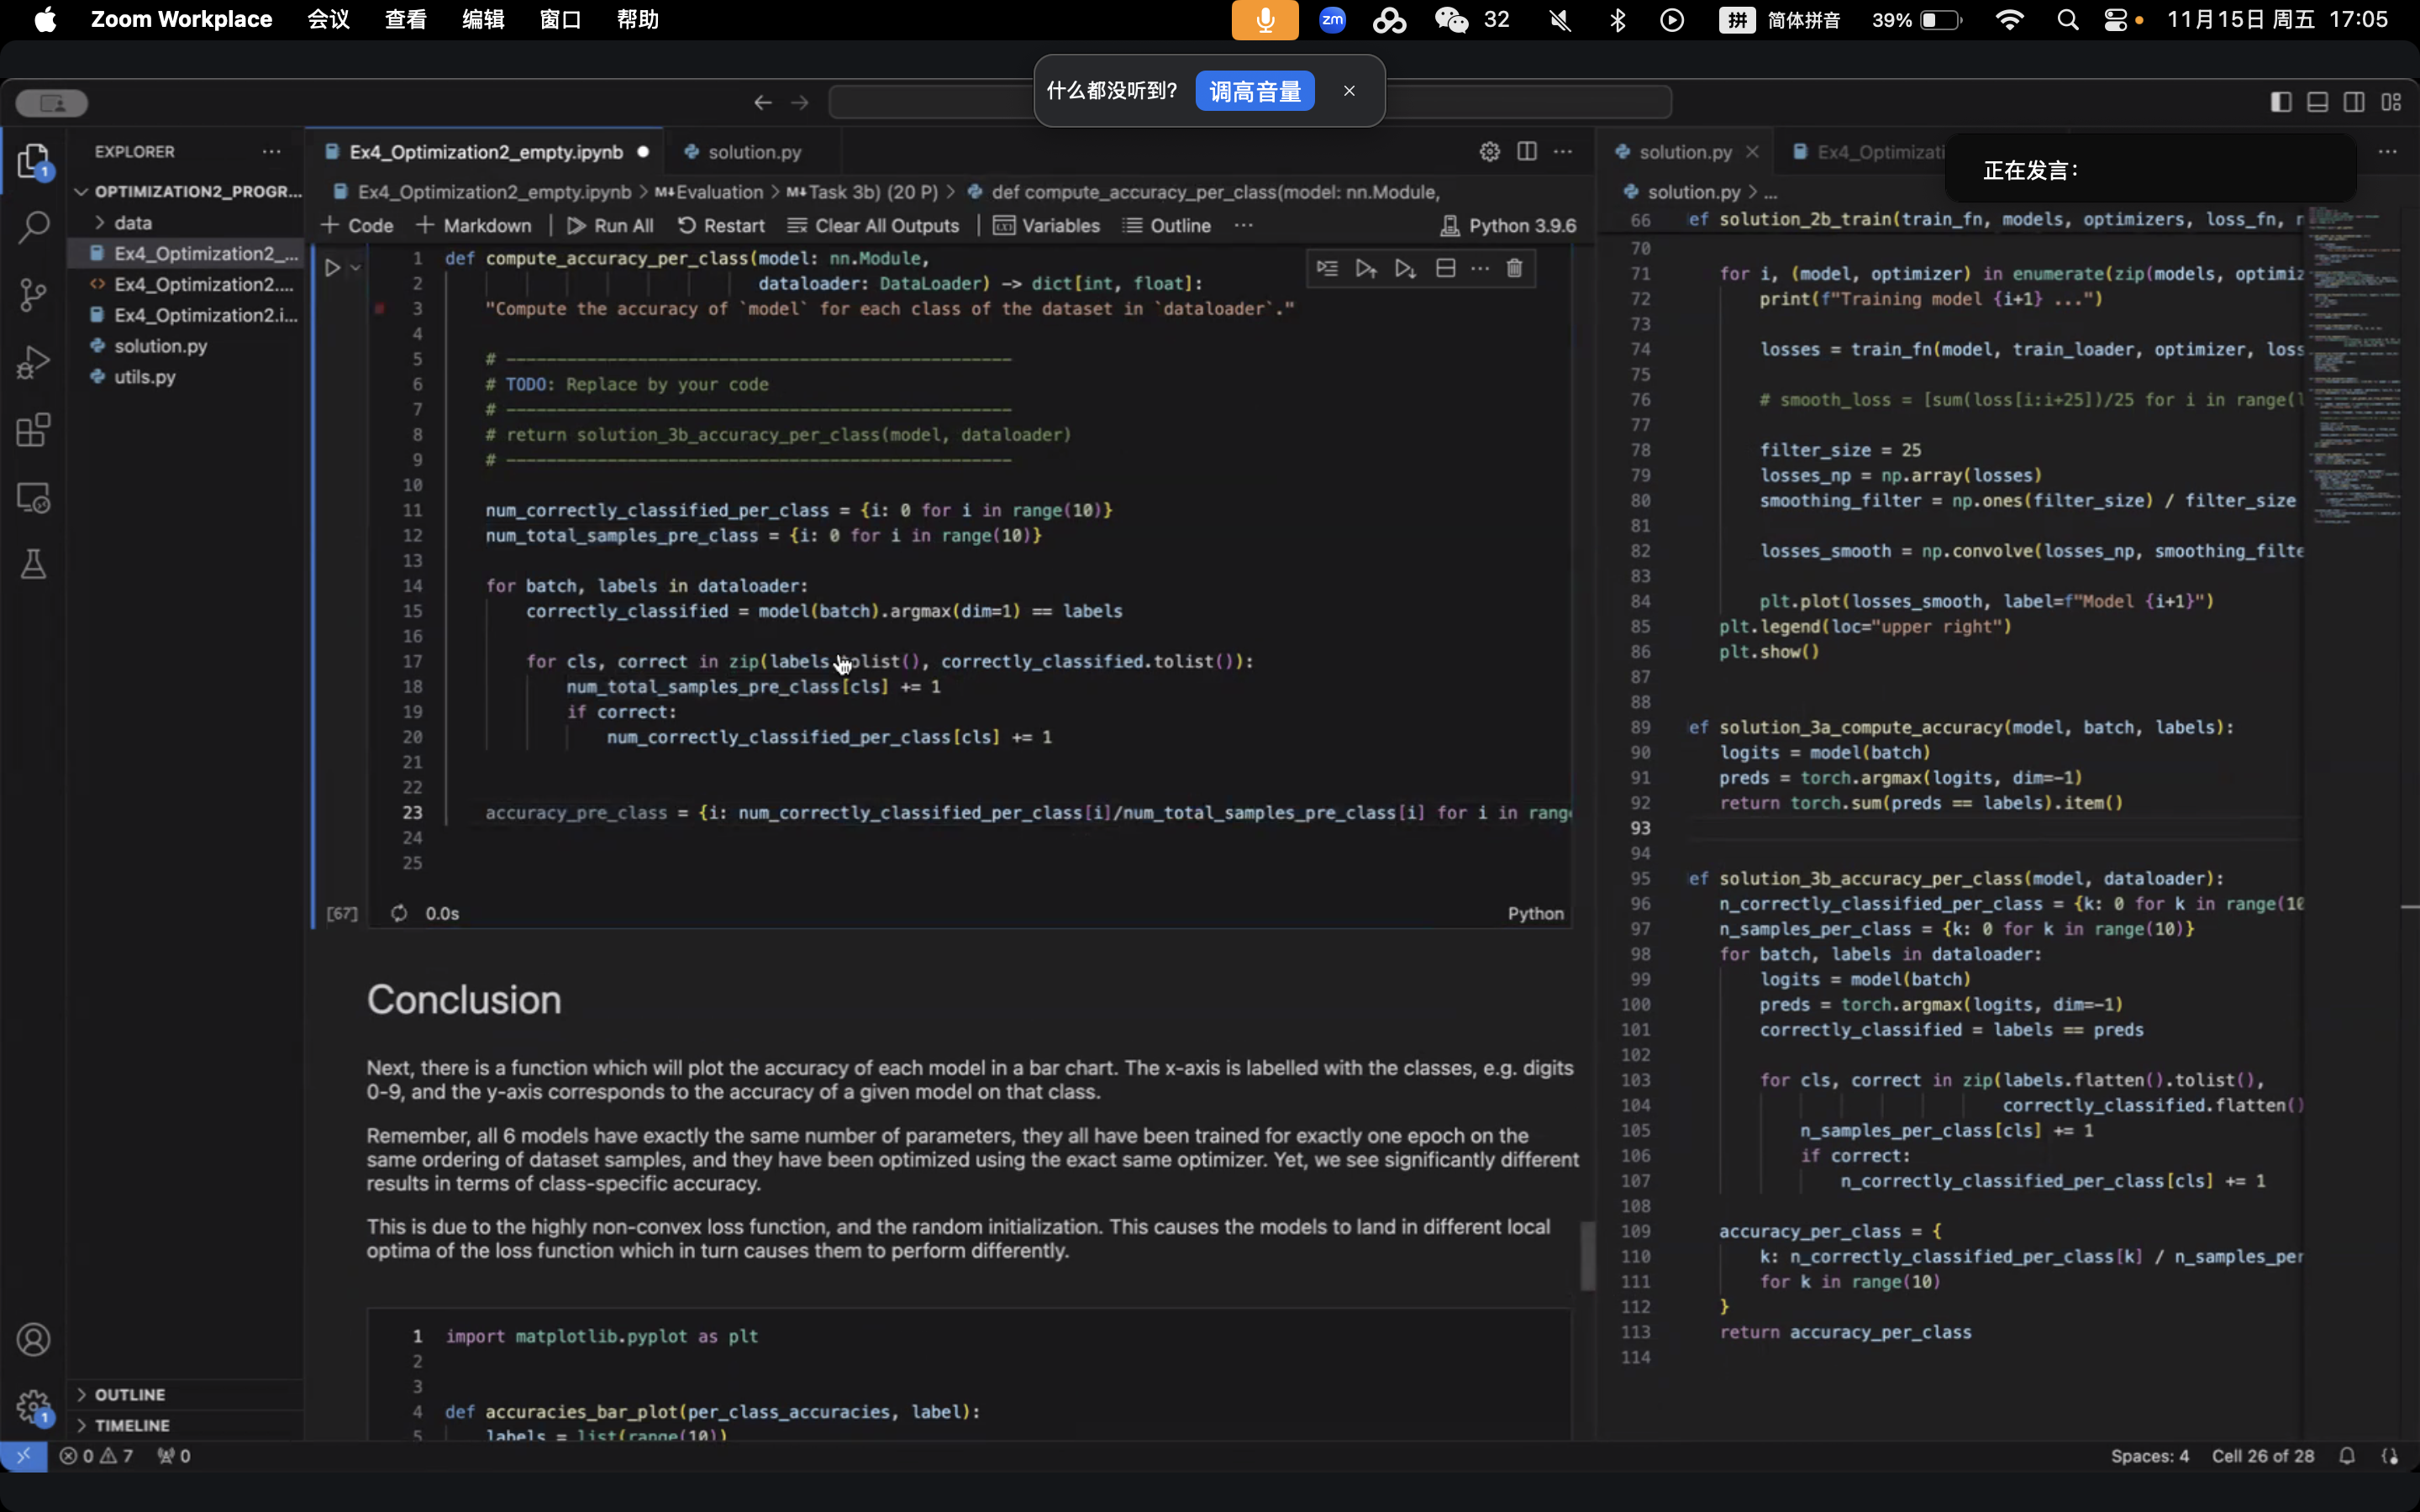 Zoom Workplace 会议 查看 编辑 窗口 帮助 zm 32 拼 简体拼音 39% 11月15日 周五 17:05
什么都没听到? 调高音量
EXPLORER
OPTIMIZATION2_PROGR...
data
Ex4_Optimization2_...
Ex4_Optimization2....
Ex4_Optimization2.i...
solution.py
utils.py
OUTLINE
TIMELINE
Ex4_Optimization2_empty.ipynb
solution.py
Ex4_Optimization2_empty.ipynb > M↓Evaluation > M↓Task 3b) (20 P) > def compute_accuracy_per_class(model: nn.Module,
+ Code + Markdown Run All Restart Clear All Outputs Variables Outline ... Python 3.9.6
1 def compute_accuracy_per_class(model: nn.Module,
2 dataloader: DataLoader) -> dict[int, float]:
3 "Compute the accuracy of `model` for each class of the dataset in `dataloader`."
4
5 # --------------------------------------------------
6 # TODO: Replace by your code
7 # --------------------------------------------------
8 # return solution_3b_accuracy_per_class(model, dataloader)
9 # --------------------------------------------------
10
11 num_correctly_classified_per_class = {i: 0 for i in range(10)}
12 num_total_samples_pre_class = {i: 0 for i in range(10)}
13
14 for batch, labels in dataloader:
15 correctly_classified = model(batch).argmax(dim=1) == labels
16
17 for cls, correct in zip(labels.tolist(), correctly_classified.tolist()):
18 num_total_samples_pre_class[cls] += 1
19 if correct:
20 num_correctly_classified_per_class[cls] += 1
21
22
23 accuracy_pre_class = {i: num_correctly_classified_per_class[i]/num_total_samples_pre_class[i] for i in rang
24
25
[67] 0.0s Python
Conclusion
Next, there is a function which will plot the accuracy of each model in a bar chart. The x-axis is labelled with the classes, e.g. digits
0-9, and the y-axis corresponds to the accuracy of a given model on that class.
Remember, all 6 models have exactly the same number of parameters, they all have been trained for exactly one epoch on the
same ordering of dataset samples, and they have been optimized using the exact same optimizer. Yet, we see significantly different
results in terms of class-specific accuracy.
This is due to the highly non-convex loss function, and the random initialization. This causes the models to land in different local
optima of the loss function which in turn causes them to perform differently.
1 import matplotlib.pyplot as plt
2
3
4 def accuracies_bar_plot(per_class_accuracies, label):
5 labels = list(range(10))
solution.py Ex4_Optimizati
正在发言:
solution.py > ...
66 ef solution_2b_train(train_fn, models, optimizers, loss_fn, r
70
71 for i, (model, optimizer) in enumerate(zip(models, optimiz
72 print(f"Training model {i+1} ...")
73
74 losses = train_fn(model, train_loader, optimizer, loss
75
76 # smooth_loss = [sum(loss[i:i+25])/25 for i in range(l
77
78 filter_size = 25
79 losses_np = np.array(losses)
80 smoothing_filter = np.ones(filter_size) / filter_size
81
82 losses_smooth = np.convolve(losses_np, smoothing_filte
83
84 plt.plot(losses_smooth, label=f"Model {i+1}")
85 plt.legend(loc="upper right")
86 plt.show()
87
88
89 ef solution_3a_compute_accuracy(model, batch, labels):
90 logits = model(batch)
91 preds = torch.argmax(logits, dim=-1)
92 return torch.sum(preds == labels).item()
93
94
95 ef solution_3b_accuracy_per_class(model, dataloader):
96 n_correctly_classified_per_class = {k: 0 for k in range(10
97 n_samples_per_class = {k: 0 for k in range(10)}
98 for batch, labels in dataloader:
99 logits = model(batch)
100 preds = torch.argmax(logits, dim=-1)
101 correctly_classified = labels == preds
102
103 for cls, correct in zip(labels.flatten().tolist(),
104 correctly_classified.flatten()
105 n_samples_per_class[cls] += 1
106 if correct:
107 n_correctly_classified_per_class[cls] += 1
108
109 accuracy_per_class = {
110 k: n_correctly_classified_per_class[k] / n_samples_per
111 for k in range(10)
112 }
113 return accuracy_per_class
114
0 7 0 Spaces: 4 Cell 26 of 28